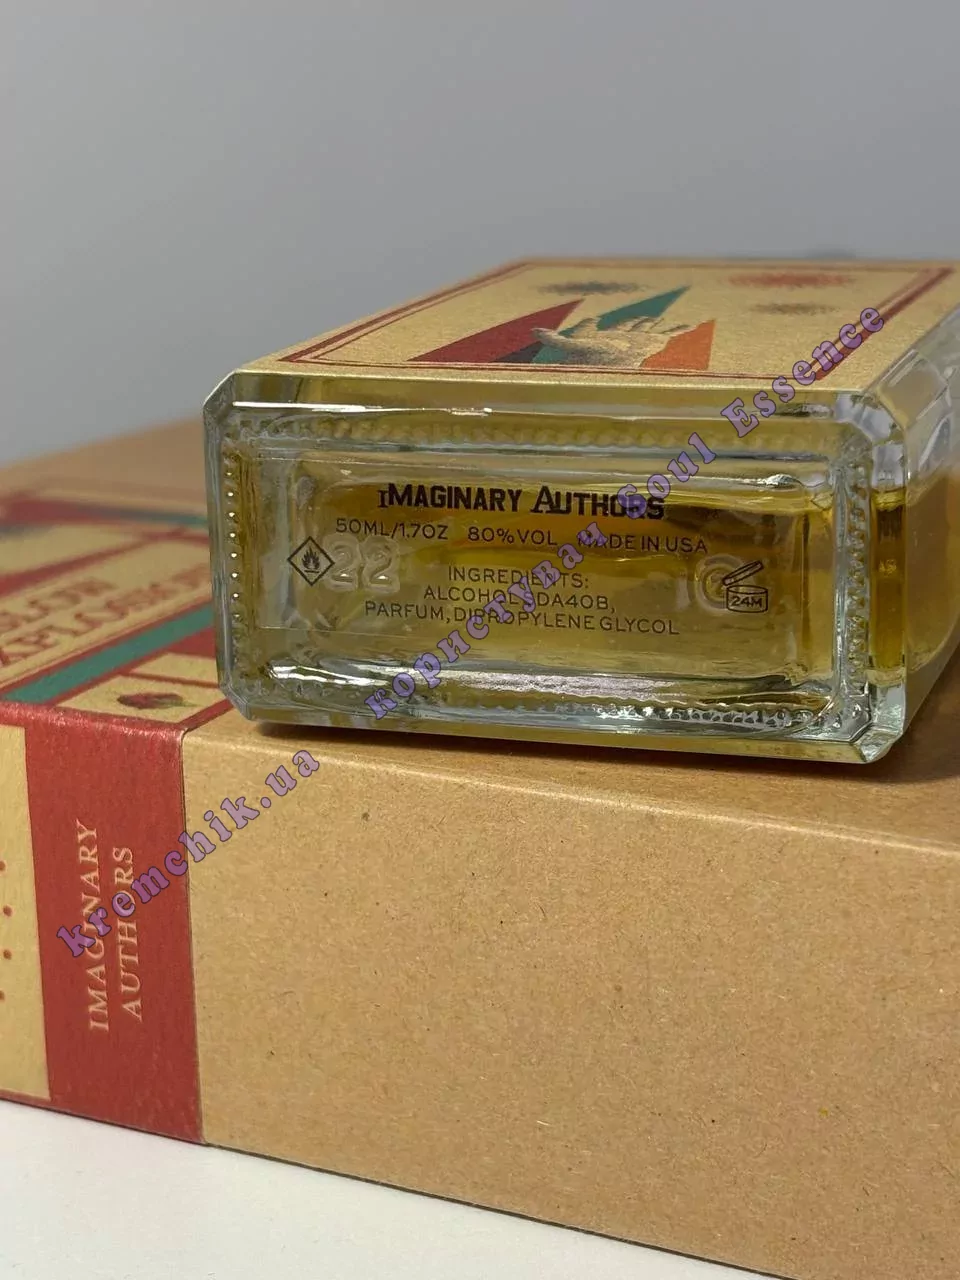 IMAGINARY AUTHORS
50ML/1.7OZ 80%VOL MADE IN USA
22
INGREDIENTS:
ALCOHOL SDA40B,
PARFUM, DIPROPYLENE GLYCOL
24M
IMAGINARY
AUTHORS
kremchik.ua користувач Soul Essence